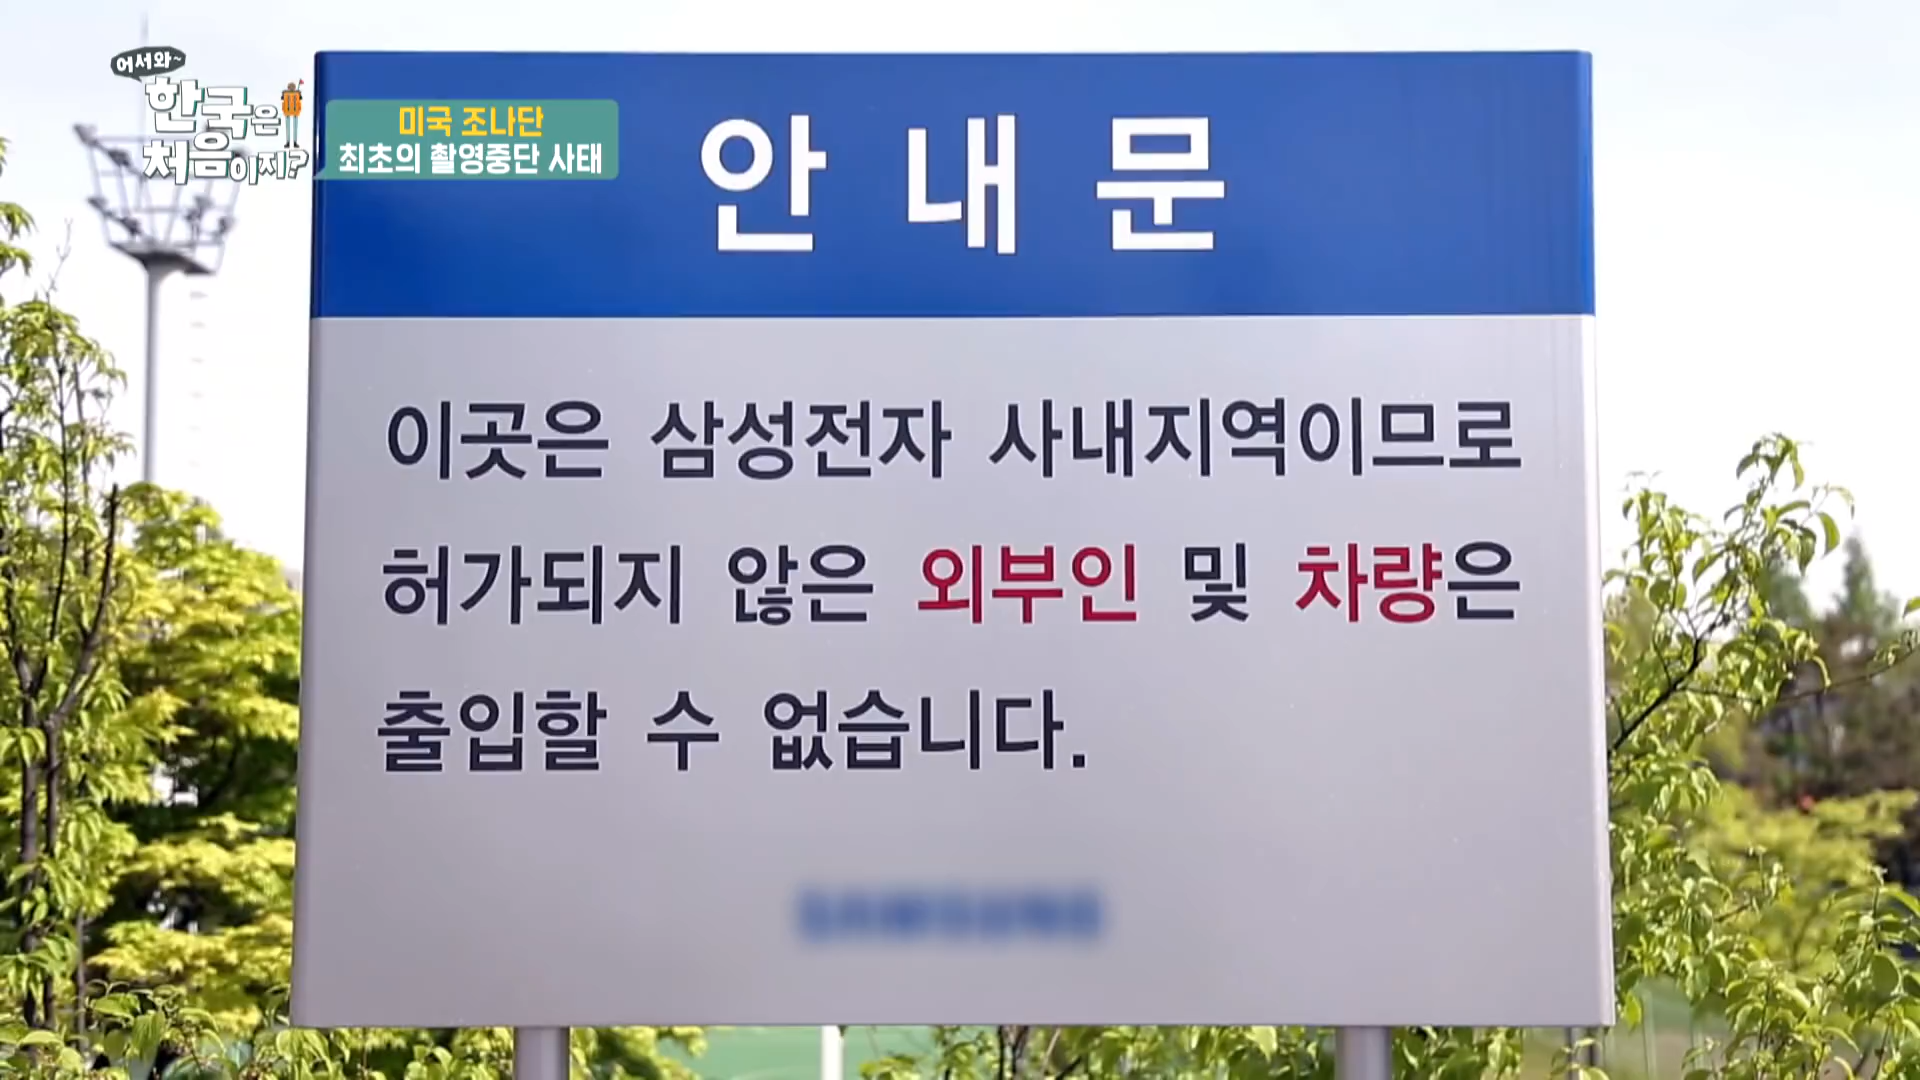 어서와~
한국은
처음이지?
미국 조나단
최초의 촬영중단 사태
안내문
이곳은 삼성전자 사내지역이므로
허가되지 않은 외부인 및 차량은
출입할 수 없습니다.